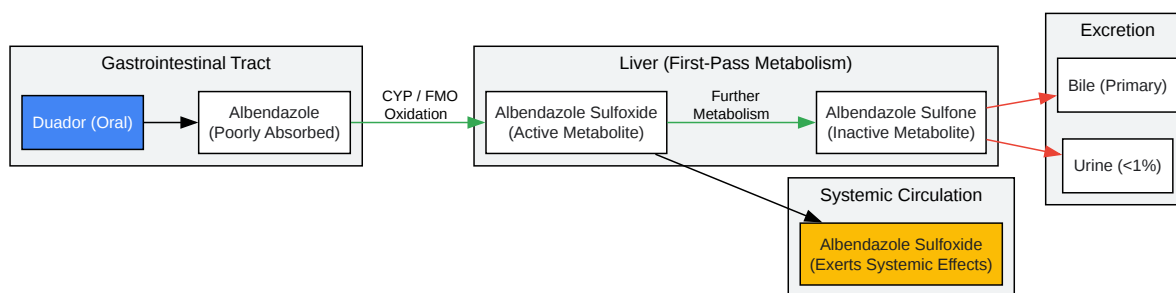 Gastrointestinal Tract
Duador (Oral)
Albendazole
(Poorly Absorbed)
CYP / FMO
Oxidation
Liver (First-Pass Metabolism)
Albendazole Sulfoxide
(Active Metabolite)
Further
Metabolism
Albendazole Sulfone
(Inactive Metabolite)
Excretion
Bile (Primary)
Urine (<1%)
Systemic Circulation
Albendazole Sulfoxide
(Exerts Systemic Effects)